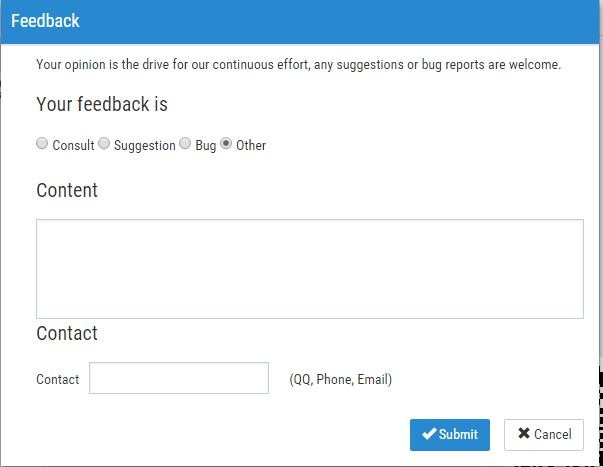 Feedback
Your opinion is the drive for our continuous effort, any suggestions or bug reports are welcome.
Your feedback is
Consult Suggestion Bug Other
Content
Contact
Contact (QQ, Phone, Email)
Submit Cancel